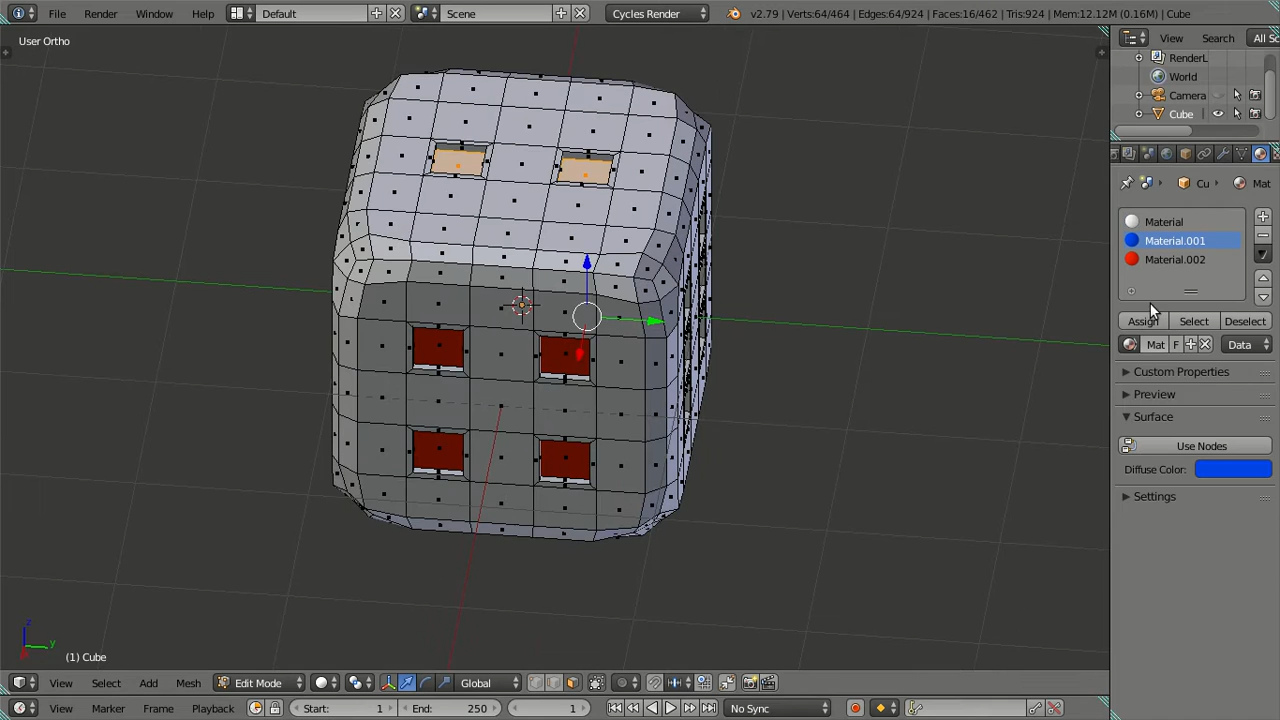 File Render Window Help Default Scene Cycles Render v2.79 | Verts:64/464 | Edges:64/924 | Faces:16/462 | Tris:924 | Mem:12.12M (0.16M) | Cube
User Ortho
View Search All Sc
RenderL
World
Camera
Cube
Cu Mat
Material
Material.001
Material.002
Assign Select Deselect
Mat F Data
Custom Properties
Preview
Surface
Use Nodes
Diffuse Color:
Settings
z
y
(1) Cube
View Select Add Mesh Edit Mode Global
View Marker Frame Playback Start: 1 End: 250 1 No Sync